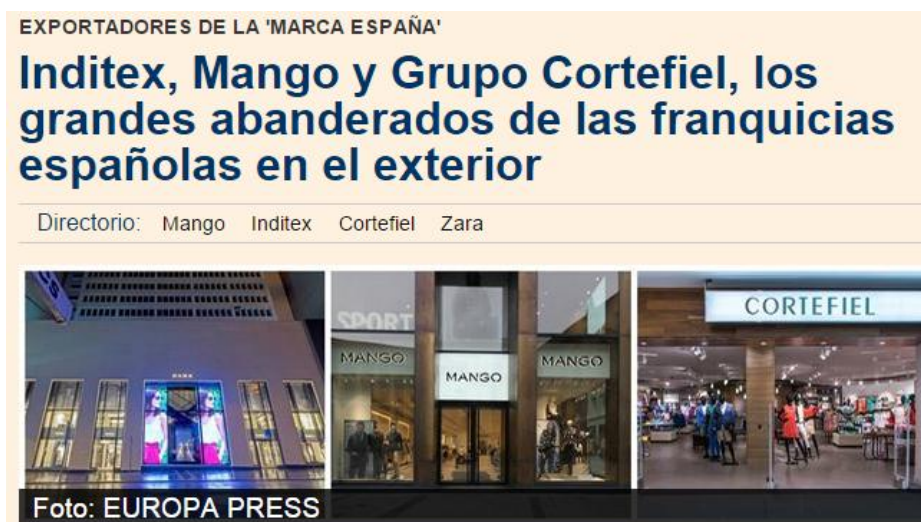 EXPORTADORES DE LA 'MARCA ESPAÑA'
Inditex, Mango y Grupo Cortefiel, los
grandes abanderados de las franquicias
españolas en el exterior
Directorio: Mango Inditex Cortefiel Zara
ZARA
SPORT
MANGO
MANGO
MANGO
CORTEFIEL
Foto: EUROPA PRESS